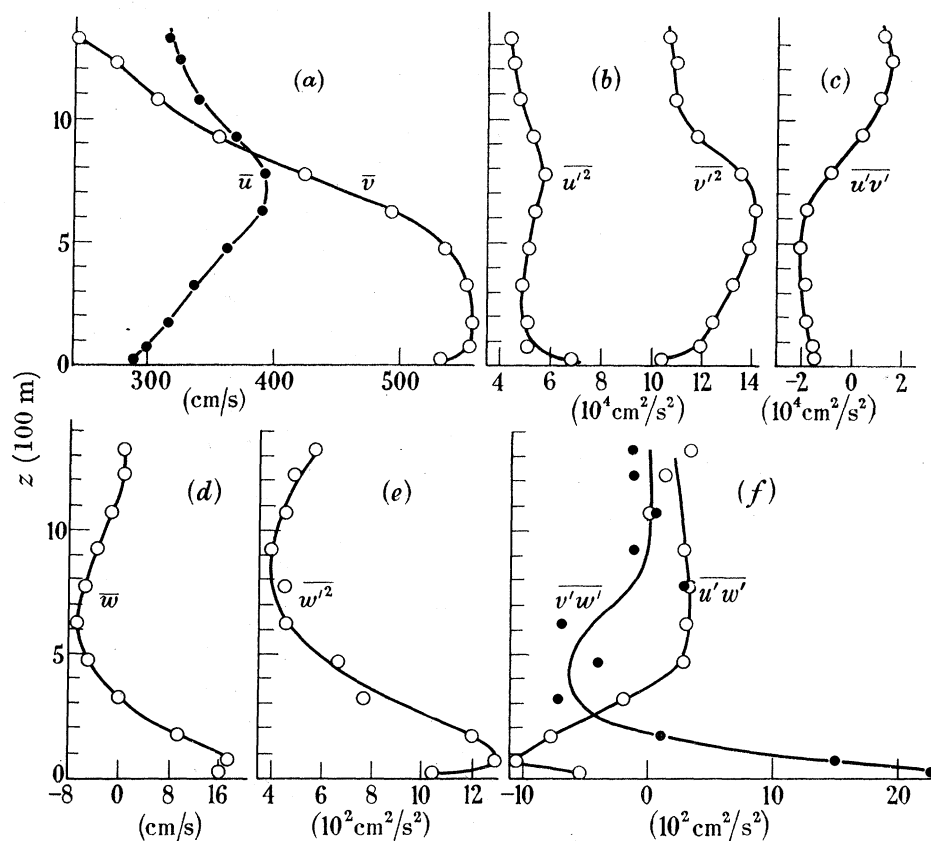 (a)
10
5
0
ū
v̄
300
400
500
(cm/s)
(b)
u′²
v′²
4
6
8
10
12
14
(10⁴cm²/s²)
(c)
u′v′
−2
0
2
(10⁴cm²/s²)
z (100 m)
(d)
10
5
0
w̄
−8
0
8
16
(cm/s)
(e)
w′²
4
6
8
10
12
(10²cm²/s²)
(f)
v′w′
u′w′
−10
0
10
20
(10²cm²/s²)